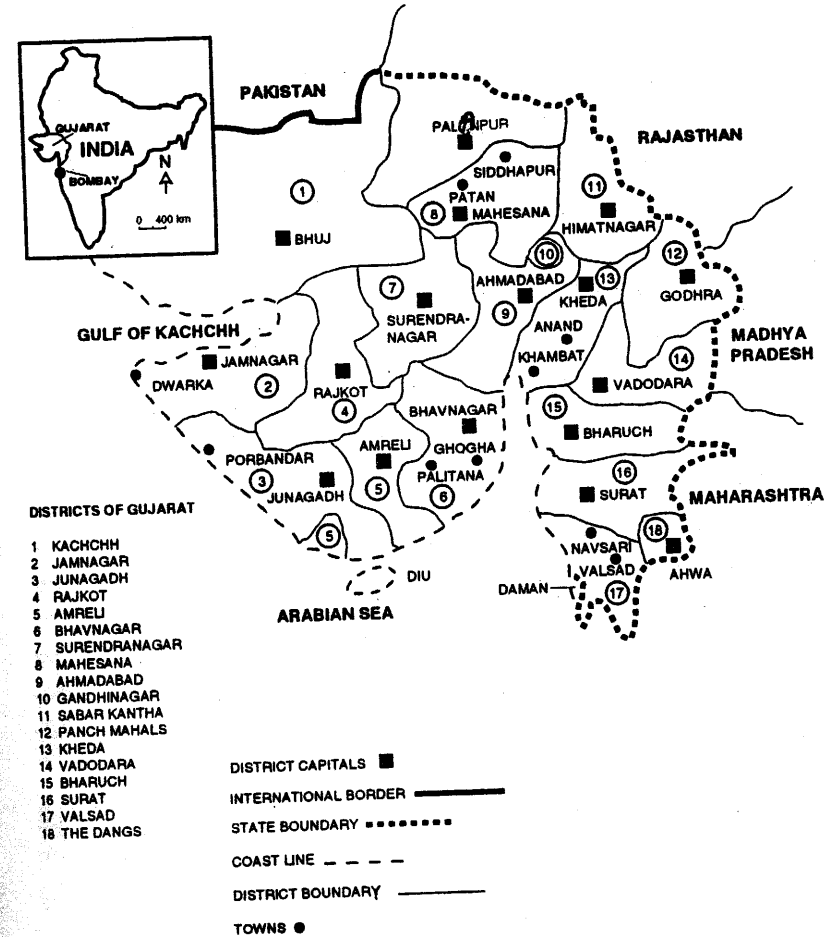 PAKISTAN
GUJARAT
INDIA
BOMBAY
N
0 400 km
RAJASTHAN
PALANPUR
SIDDHAPUR
PATAN
8
MAHESANA
1
BHUJ
11
HIMATNAGAR
10
12
GODHRA
7
SURENDRA-
NAGAR
AHMADABAD
9
13
KHEDA
ANAND
KHAMBAT
GULF OF KACHCHH
MADHYA
PRADESH
JAMNAGAR
DWARKA
2
RAJKOT
4
14
VADODARA
BHAVNAGAR
15
BHARUCH
AMRELI
GHOGHA
PALITANA
5
6
PORBANDAR
3
JUNAGADH
5
16
SURAT
MAHARASHTRA
DIU
ARABIAN SEA
NAVSARI
18
VALSAD
AHWA
DAMAN
17
DISTRICTS OF GUJARAT
1 KACHCHH
2 JAMNAGAR
3 JUNAGADH
4 RAJKOT
5 AMRELI
6 BHAVNAGAR
7 SURENDRANAGAR
8 MAHESANA
9 AHMADABAD
10 GANDHINAGAR
11 SABAR KANTHA
12 PANCH MAHALS
13 KHEDA
14 VADODARA
15 BHARUCH
16 SURAT
17 VALSAD
18 THE DANGS
DISTRICT CAPITALS
INTERNATIONAL BORDER
STATE BOUNDARY
COAST LINE
DISTRICT BOUNDARY
TOWNS